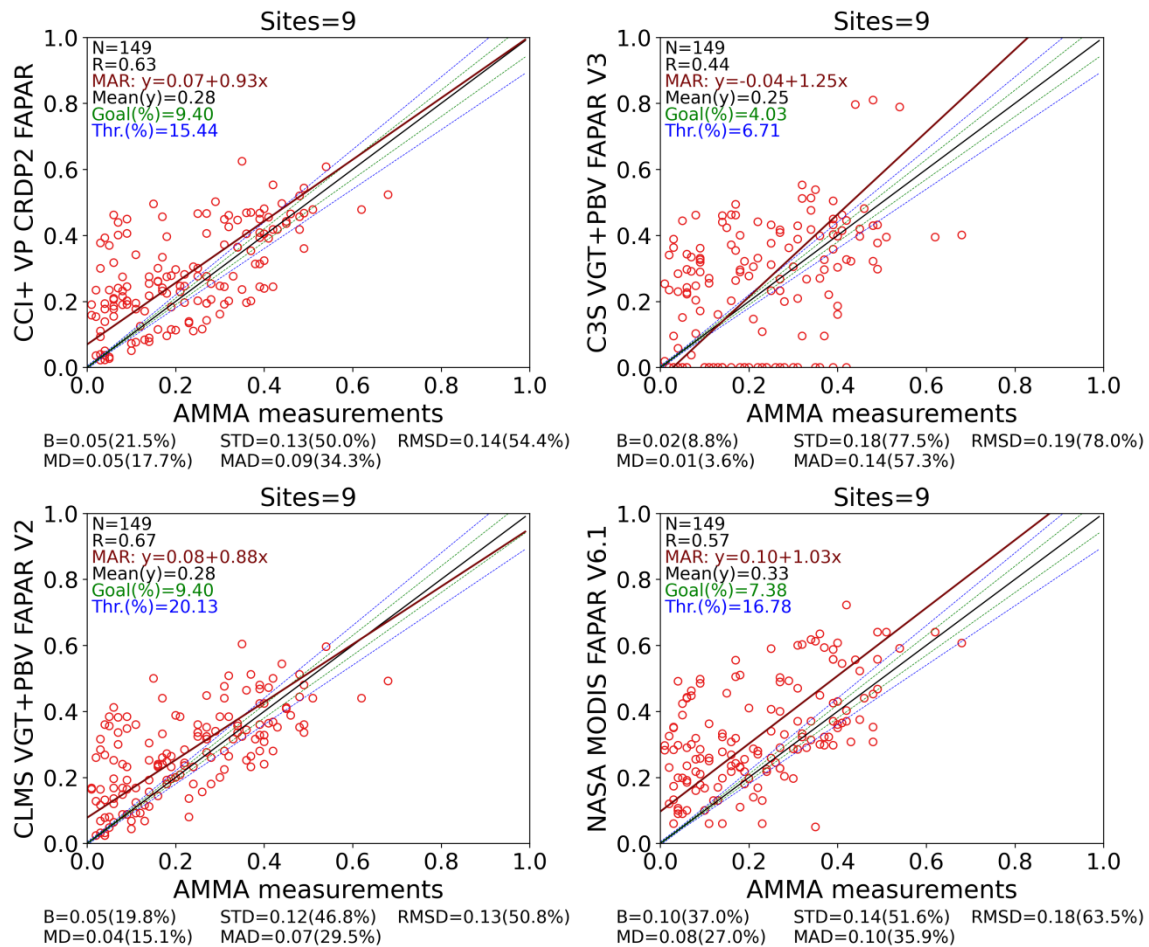 Sites=9
CCI+ VP CRDP2 FAPAR
1.0
0.8
0.6
0.4
0.2
0.0
N=149
R=0.63
MAR: y=0.07+0.93x
Mean(y)=0.28
Goal(%)=9.40
Thr.(%)=15.44
0.0 0.2 0.4 0.6 0.8 1.0
AMMA measurements
B=0.05(21.5%) STD=0.13(50.0%) RMSD=0.14(54.4%)
MD=0.05(17.7%) MAD=0.09(34.3%)
Sites=9
C3S VGT+PBV FAPAR V3
1.0
0.8
0.6
0.4
0.2
0.0
N=149
R=0.44
MAR: y=-0.04+1.25x
Mean(y)=0.25
Goal(%)=4.03
Thr.(%)=6.71
0.0 0.2 0.4 0.6 0.8 1.0
AMMA measurements
B=0.02(8.8%) STD=0.18(77.5%) RMSD=0.19(78.0%)
MD=0.01(3.6%) MAD=0.14(57.3%)
Sites=9
CLMS VGT+PBV FAPAR V2
1.0
0.8
0.6
0.4
0.2
0.0
N=149
R=0.67
MAR: y=0.08+0.88x
Mean(y)=0.28
Goal(%)=9.40
Thr.(%)=20.13
0.0 0.2 0.4 0.6 0.8 1.0
AMMA measurements
B=0.05(19.8%) STD=0.12(46.8%) RMSD=0.13(50.8%)
MD=0.04(15.1%) MAD=0.07(29.5%)
Sites=9
NASA MODIS FAPAR V6.1
1.0
0.8
0.6
0.4
0.2
0.0
N=149
R=0.57
MAR: y=0.10+1.03x
Mean(y)=0.33
Goal(%)=7.38
Thr.(%)=16.78
0.0 0.2 0.4 0.6 0.8 1.0
AMMA measurements
B=0.10(37.0%) STD=0.14(51.6%) RMSD=0.18(63.5%)
MD=0.08(27.0%) MAD=0.10(35.9%)